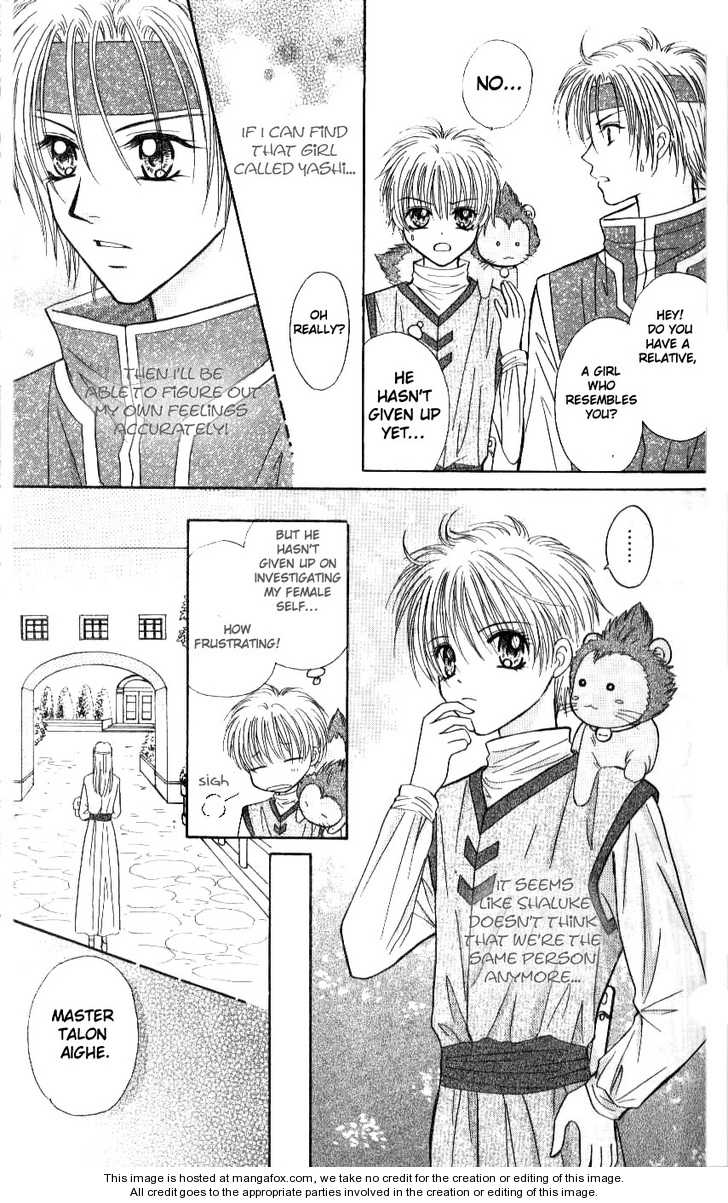 HEY!
DO YOU
HAVE A
RELATIVE,
A GIRL
WHO
RESEMBLES
YOU?
NO...
HE
HASN'T
GIVEN UP
YET...
OH
REALLY?
IF I CAN FIND
THAT GIRL
CALLED YASHI...
THEN I'LL BE
ABLE TO FIGURE OUT
MY OWN FEELINGS
ACCURATELY!
......
IT SEEMS
LIKE SHALUKE
DOESN'T THINK
THAT WE'RE THE
SAME PERSON
ANYMORE...
BUT HE
HASN'T
GIVEN UP ON
INVESTIGATING
MY FEMALE
SELF...
HOW
FRUSTRATING!
sigh
MASTER
TALON
AIGHE.
This image is hosted at mangafox.com, we take no credit for the creation or editing of this image.
All credit goes to the appropriate parties involved in the creation or editing of this image.